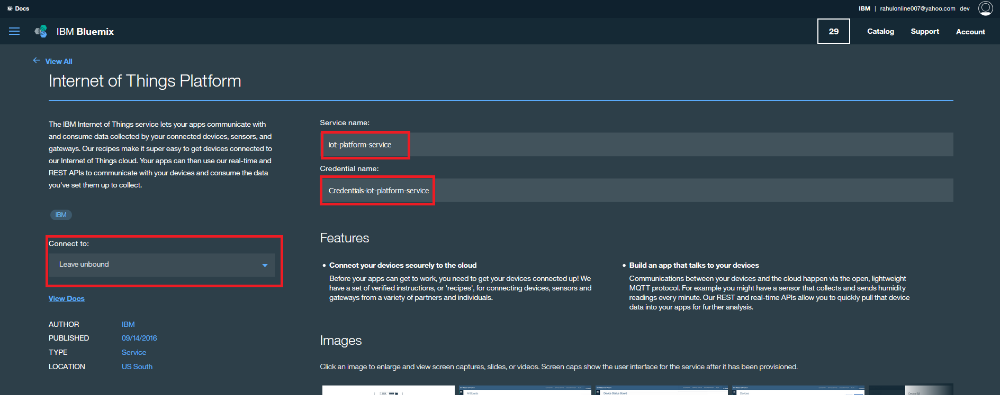 Docs
IBM | rahulonline007@yahoo.com dev
IBM Bluemix
29
Catalog
Support
Account
View All
Internet of Things Platform
The IBM Internet of Things service lets your apps communicate with
and consume data collected by your connected devices, sensors, and
gateways. Our recipes make it super easy to get devices connected to
our Internet of Things cloud. Your apps can then use our real-time and
REST APIs to communicate with your devices and consume the data
you've set them up to collect.
IBM
Connect to:
Leave unbound
View Docs
AUTHOR IBM
PUBLISHED 09/14/2016
TYPE Service
LOCATION US South
Service name:
iot-platform-service
Credential name:
Credentials-iot-platform-service
Features
• Connect your devices securely to the cloud
Before your apps can get to work, you need to get your devices connected up! We
have a set of verified instructions, or 'recipes', for connecting devices, sensors and
gateways from a variety of partners and individuals.
• Build an app that talks to your devices
Communications between your devices and the cloud happen via the open, lightweight
MQTT protocol. For example you might have a sensor that collects and sends humidity
readings every minute. Our REST and real-time APIs allow you to quickly pull that device
data into your apps for further analysis.
Images
Click an image to enlarge and view screen captures, slides, or videos. Screen caps show the user interface for the service after it has been provisioned.
All Boards
Device Status Board
Devices